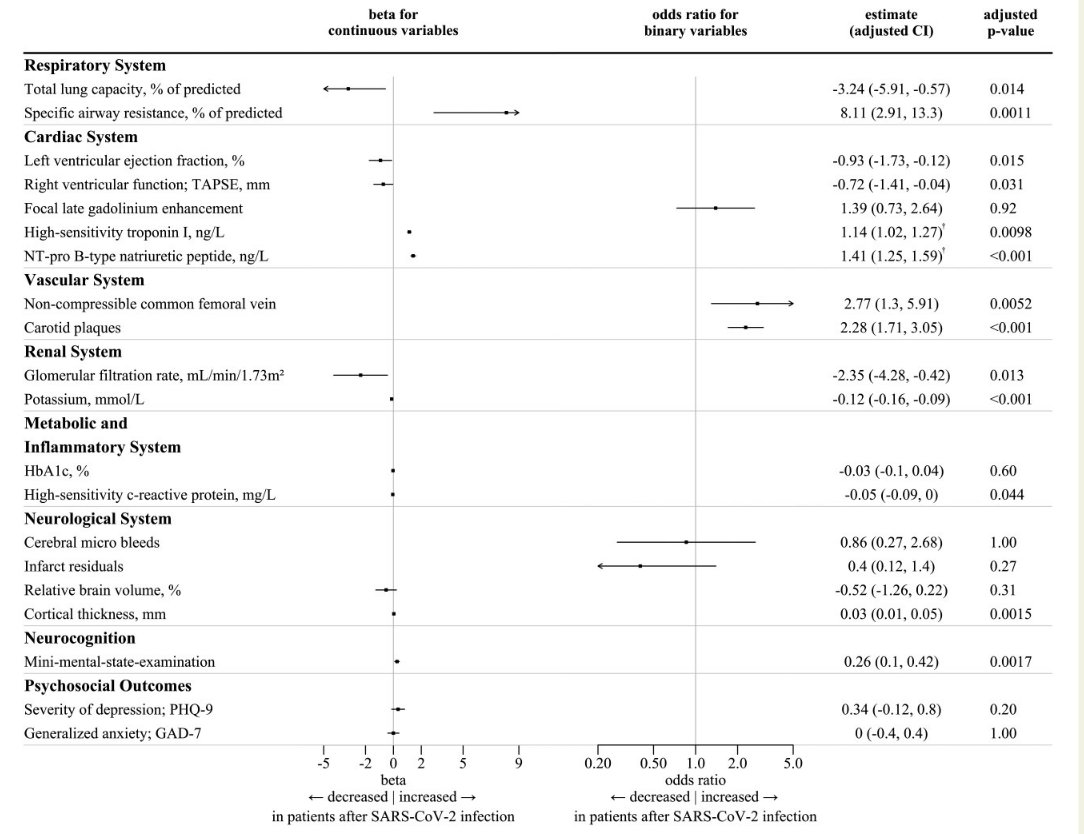 beta for continuous variables odds ratio for binary variables estimate (adjusted CI) adjusted p-value
Respiratory System
Total lung capacity, % of predicted -3.24 (-5.91, -0.57) 0.014
Specific airway resistance, % of predicted 8.11 (2.91, 13.3) 0.0011
Cardiac System
Left ventricular ejection fraction, % -0.93 (-1.73, -0.12) 0.015
Right ventricular function; TAPSE, mm -0.72 (-1.41, -0.04) 0.031
Focal late gadolinium enhancement 1.39 (0.73, 2.64) 0.92
High-sensitivity troponin I, ng/L 1.14 (1.02, 1.27)† 0.0098
NT-pro B-type natriuretic peptide, ng/L 1.41 (1.25, 1.59)† <0.001
Vascular System
Non-compressible common femoral vein 2.77 (1.3, 5.91) 0.0052
Carotid plaques 2.28 (1.71, 3.05) <0.001
Renal System
Glomerular filtration rate, mL/min/1.73m² -2.35 (-4.28, -0.42) 0.013
Potassium, mmol/L -0.12 (-0.16, -0.09) <0.001
Metabolic and
Inflammatory System
HbA1c, % -0.03 (-0.1, 0.04) 0.60
High-sensitivity c-reactive protein, mg/L -0.05 (-0.09, 0) 0.044
Neurological System
Cerebral micro bleeds 0.86 (0.27, 2.68) 1.00
Infarct residuals 0.4 (0.12, 1.4) 0.27
Relative brain volume, % -0.52 (-1.26, 0.22) 0.31
Cortical thickness, mm 0.03 (0.01, 0.05) 0.0015
Neurocognition
Mini-mental-state-examination 0.26 (0.1, 0.42) 0.0017
Psychosocial Outcomes
Severity of depression; PHQ-9 0.34 (-0.12, 0.8) 0.20
Generalized anxiety; GAD-7 0 (-0.4, 0.4) 1.00
-5 -2 0 2 5 9 0.20 0.50 1.0 2.0 5.0
beta odds ratio
← decreased | increased → ← decreased | increased →
in patients after SARS-CoV-2 infection in patients after SARS-CoV-2 infection